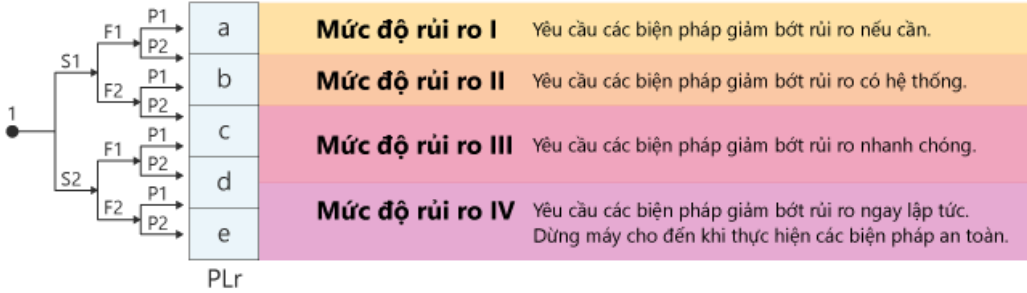 1
S1
F1
P1
P2
F2
P1
P2
S2
F1
P1
P2
F2
P1
P2
a
b
c
d
e
PLr
Mức độ rủi ro I
Yêu cầu các biện pháp giảm bớt rủi ro nếu cần.
Mức độ rủi ro II
Yêu cầu các biện pháp giảm bớt rủi ro có hệ thống.
Mức độ rủi ro III
Yêu cầu các biện pháp giảm bớt rủi ro nhanh chóng.
Mức độ rủi ro IV
Yêu cầu các biện pháp giảm bớt rủi ro ngay lập tức.
Dừng máy cho đến khi thực hiện các biện pháp an toàn.